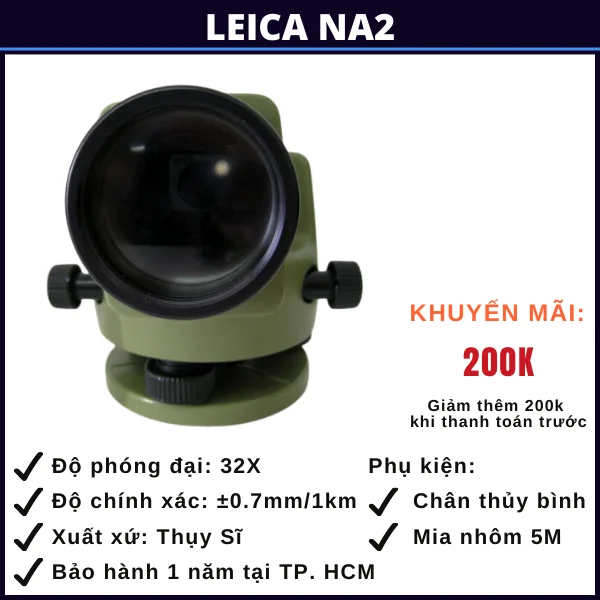 LEICA NA2
KHUYẾN MÃI:
200K
Giảm thêm 200k
khi thanh toán trước
Độ phóng đại: 32X
Độ chính xác: ±0.7mm/1km
Xuất xứ: Thụy Sĩ
Bảo hành 1 năm tại TP. HCM
Phụ kiện:
Chân thủy bình
Mia nhôm 5M